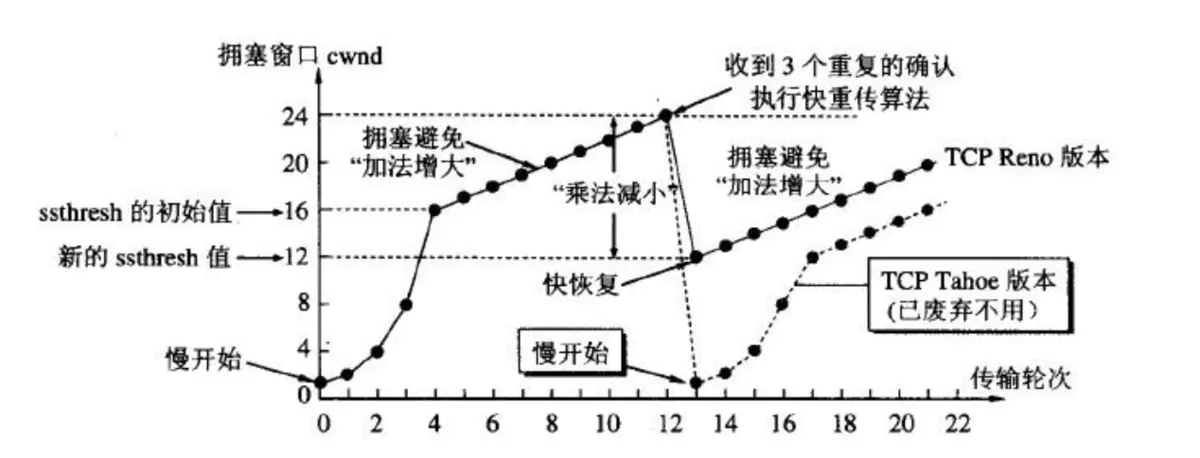 拥塞窗口 cwnd
收到 3 个重复的确认
执行快重传算法
24
20
16
12
8
4
0
ssthresh 的初始值
新的 ssthresh 值
慢开始
拥塞避免
“加法增大”
“乘法减小”
拥塞避免
“加法增大”
TCP Reno 版本
快恢复
慢开始
TCP Tahoe 版本
(已废弃不用)
传输轮次
0 2 4 6 8 10 12 14 16 18 20 22